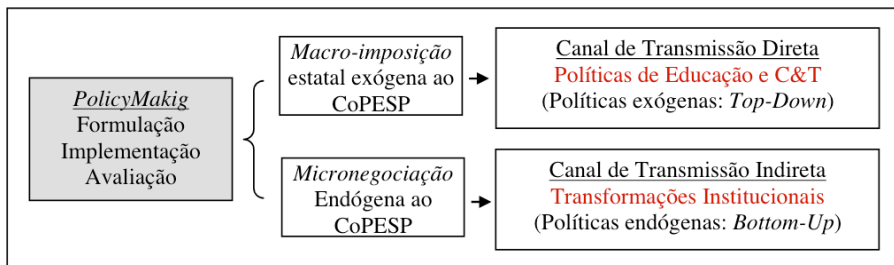 PolicyMakig
Formulação
Implementação
Avaliação
Macro-imposição
estatal exógena ao
CoPESP
Canal de Transmissão Direta
Políticas de Educação e C&T
(Políticas exógenas: Top-Down)
Micronegociação
Endógena ao
CoPESP
Canal de Transmissão Indireta
Transformações Institucionais
(Políticas endógenas: Bottom-Up)